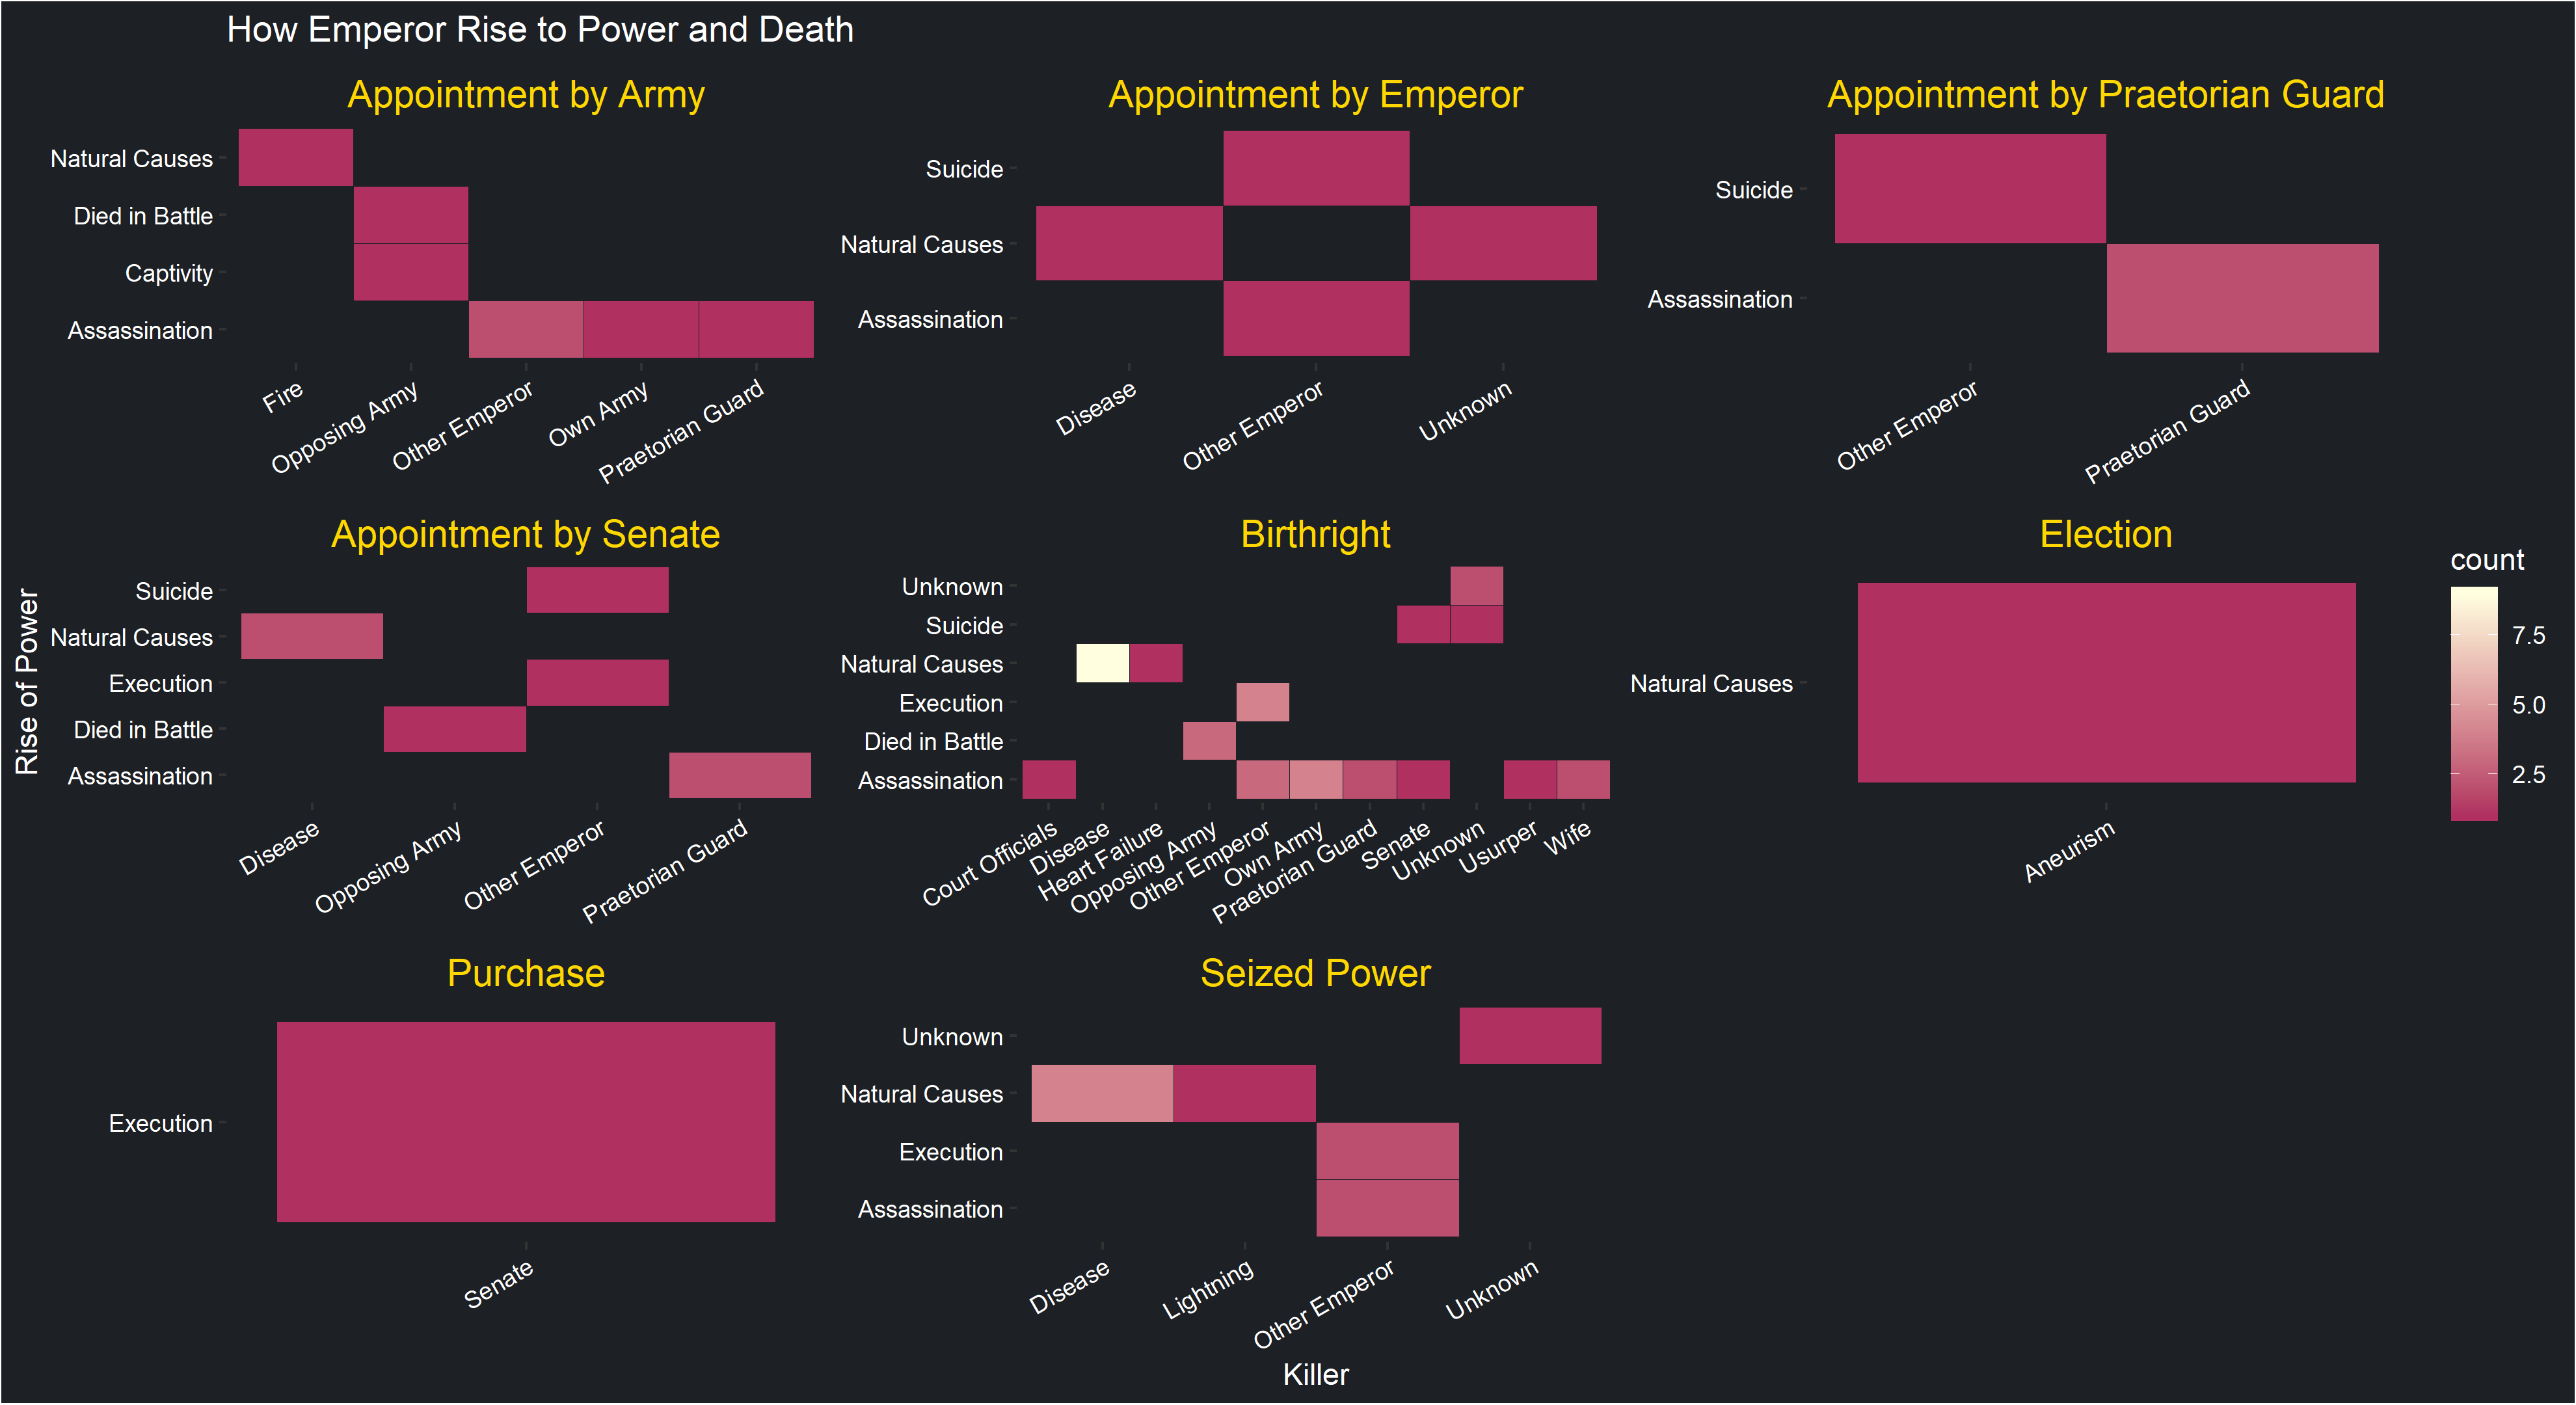 How Emperor Rise to Power and Death
Appointment by Army
Natural Causes
Died in Battle
Captivity
Assassination
Fire
Opposing Army
Other Emperor
Own Army
Praetorian Guard
Appointment by Emperor
Suicide
Natural Causes
Assassination
Disease
Other Emperor
Unknown
Appointment by Praetorian Guard
Suicide
Assassination
Other Emperor
Praetorian Guard
Rise of Power
Appointment by Senate
Suicide
Natural Causes
Execution
Died in Battle
Assassination
Disease
Opposing Army
Other Emperor
Praetorian Guard
Birthright
Unknown
Suicide
Natural Causes
Execution
Died in Battle
Assassination
Court Officials
Disease
Heart Failure
Opposing Army
Other Emperor
Own Army
Praetorian Guard
Senate
Unknown
Usurper
Wife
Election
Natural Causes
Aneurism
count
7.5
5.0
2.5
Purchase
Execution
Senate
Seized Power
Unknown
Natural Causes
Execution
Assassination
Disease
Lightning
Other Emperor
Unknown
Killer